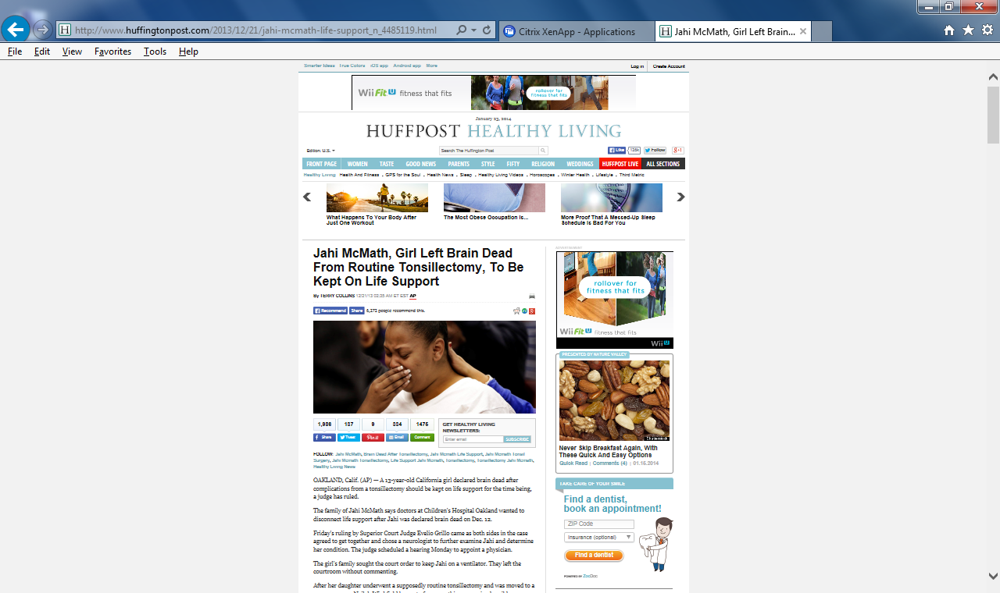 http://www.huffingtonpost.com/2013/12/21/jahi-mcmath-life-support_n_4485119.html
Citrix XenApp - Applications
Jahi McMath, Girl Left Brain...
File Edit View Favorites Tools Help
Smarter Ideas True Colors iOS app Android app More
Log in Create Account
WiiFit U fitness that fits
rollover for
fitness that fits
January 23, 2014
HUFFPOST HEALTHY LIVING
Edition: U.S.
Search The Huffington Post
Like 128k Follow +1
FRONT PAGE WOMEN TASTE GOOD NEWS PARENTS STYLE FIFTY RELIGION WEDDINGS HUFFPOST LIVE ALL SECTIONS
Healthy Living Health And Fitness GPS for the Soul Health News Sleep Healthy Living Videos Horoscopes Winter Health Lifestyle Third Metric
What Happens To Your Body After
Just One Workout
The Most Obese Occupation Is...
More Proof That A Messed-Up Sleep
Schedule Is Bad For You
Jahi McMath, Girl Left Brain Dead
From Routine Tonsillectomy, To Be
Kept On Life Support
By TERRY COLLINS 12/21/13 03:25 AM ET EST AP
Recommend Share 6,272 people recommend this.
1,986 137 9 334 1475
Share Tweet Pin it Email Comment
GET HEALTHY LIVING
NEWSLETTERS:
Enter email SUBSCRIBE
FOLLOW: Jahi McMath, Brain Dead After Tonsillectomy, Jahi Mcmath Life Support, Jahi Mcmath Tonsil
Surgery, Jahi Mcmath Tonsillectomy, Life Support Jahi Mcmath, Tonsillectomy, Tonsillectomy Jahi Mcmath,
Healthy Living News
OAKLAND, Calif. (AP) — A 13-year-old California girl declared brain dead after
complications from a tonsillectomy should be kept on life support for the time being,
a judge has ruled.
The family of Jahi McMath says doctors at Children's Hospital Oakland wanted to
disconnect life support after Jahi was declared brain dead on Dec. 12.
Friday's ruling by Superior Court Judge Evelio Grillo came as both sides in the case
agreed to get together and chose a neurologist to further examine Jahi and determine
her condition. The judge scheduled a hearing Monday to appoint a physician.
The girl's family sought the court order to keep Jahi on a ventilator. They left the
courtroom without commenting.
After her daughter underwent a supposedly routine tonsillectomy and was moved to a
ADVERTISEMENT
rollover for
fitness that fits
WiiFit U fitness that fits
Wii U
PRESENTED BY NATURE VALLEY
Shutterstock
Never Skip Breakfast Again, With
These Quick And Easy Options
Quick Read | Comments (4) | 01.15.2014
TAKE CARE OF YOUR SMILE
Find a dentist,
book an appointment!
ZIP Code
Insurance (optional)
Find a dentist
POWERED BY ZocDoc